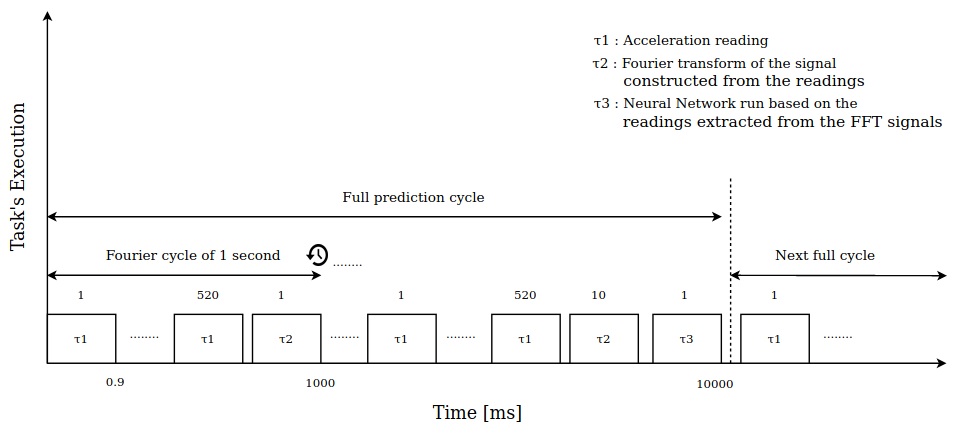 τ1 : Acceleration reading
τ2 : Fourier transform of the signal
constructed from the readings
τ3 : Neural Network run based on the
readings extracted from the FFT signals
Task's Execution
Full prediction cycle
Fourier cycle of 1 second
........
Next full cycle
1 520 1 1 520 10 1 1
τ1 ........ τ1 τ2 ........ τ1 ........ τ1 τ2 τ3 τ1 ........
0.9 1000 10000
Time [ms]